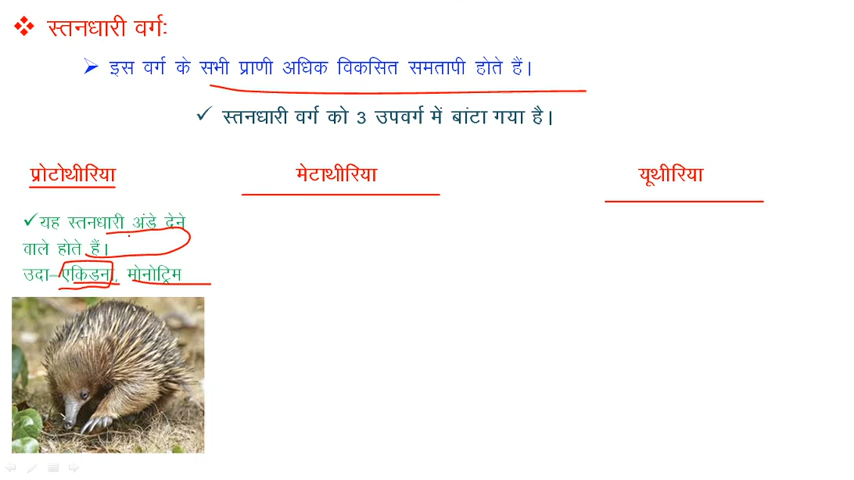 ❖ स्तनधारी वर्ग:
➢ इस वर्ग के सभी प्राणी अधिक विकसित समतापी होते हैं।
✓ स्तनधारी वर्ग को 3 उपवर्ग में बांटा गया है।
प्रोटोथीरिया मेटाथीरिया यूथीरिया
✓यह स्तनधारी अंडे देने
वाले होते हैं।
उदा–एकिडना, मोनोट्रिम